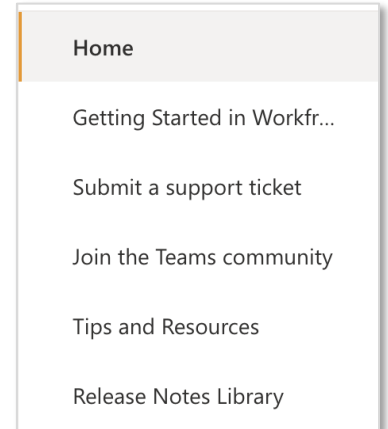 Home
Getting Started in Workfr...
Submit a support ticket
Join the Teams community
Tips and Resources
Release Notes Library